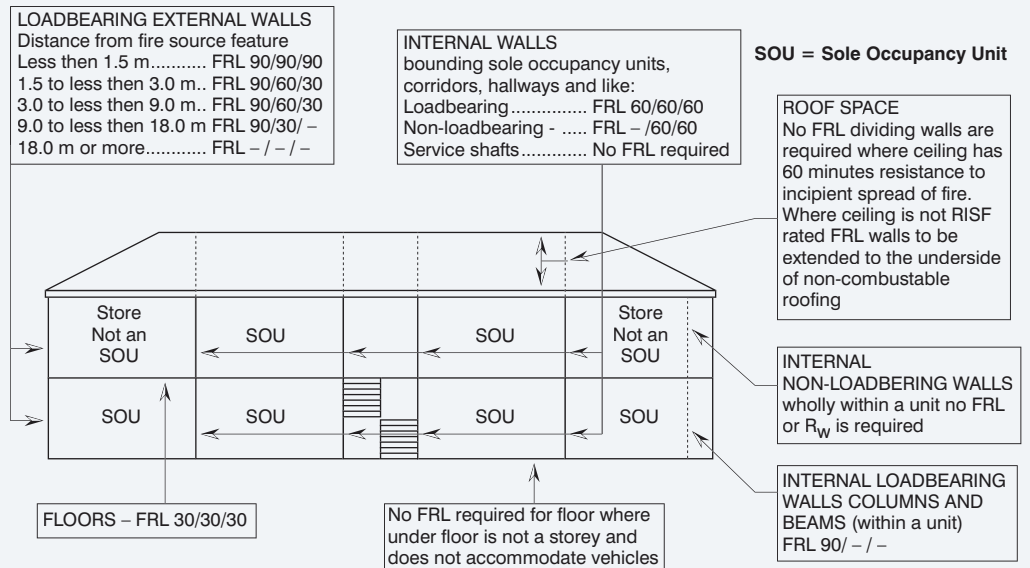 LOADBEARING EXTERNAL WALLS
Distance from fire source feature
Less then 1.5 m........... FRL 90/90/90
1.5 to less then 3.0 m.. FRL 90/60/30
3.0 to less then 9.0 m.. FRL 90/60/30
9.0 to less then 18.0 m FRL 90/30/ –
18.0 m or more............ FRL – / – / –
INTERNAL WALLS
bounding sole occupancy units,
corridors, hallways and like:
Loadbearing.............. FRL 60/60/60
Non-loadbearing - ..... FRL – /60/60
Service shafts............. No FRL required
SOU = Sole Occupancy Unit
ROOF SPACE
No FRL dividing walls are
required where ceiling has
60 minutes resistance to
incipient spread of fire.
Where ceiling is not RISF
rated FRL walls to be
extended to the underside
of non-combustable
roofing
Store
Not an
SOU
SOU
SOU
Store
Not an
SOU
SOU
SOU
SOU
SOU
INTERNAL
NON-LOADBERING WALLS
wholly within a unit no FRL
or RW is required
INTERNAL LOADBEARING
WALLS COLUMNS AND
BEAMS (within a unit)
FRL 90/ – / –
FLOORS – FRL 30/30/30
No FRL required for floor where
under floor is not a storey and
does not accommodate vehicles